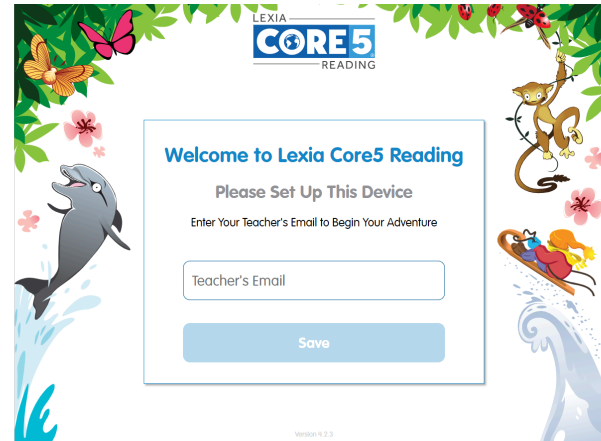 LEXIA
CORE5
READING
Welcome to Lexia Core5 Reading
Please Set Up This Device
Enter Your Teacher's Email to Begin Your Adventure
Teacher's Email
Save
Version 4.2.3